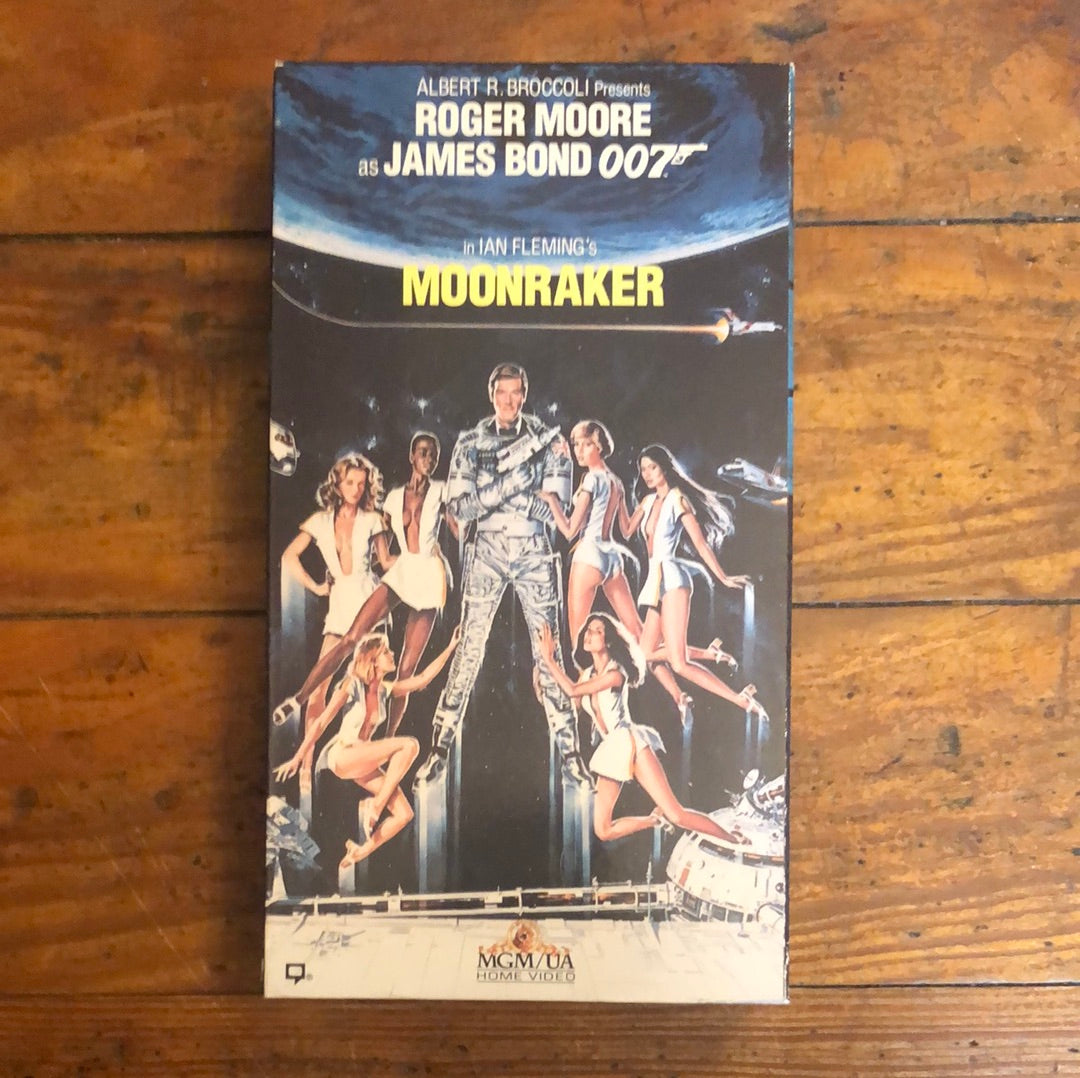 ALBERT R. BROCCOLI Presents
ROGER MOORE
as JAMES BOND 007
in IAN FLEMING's
MOONRAKER
MGM/UA
HOME VIDEO
®